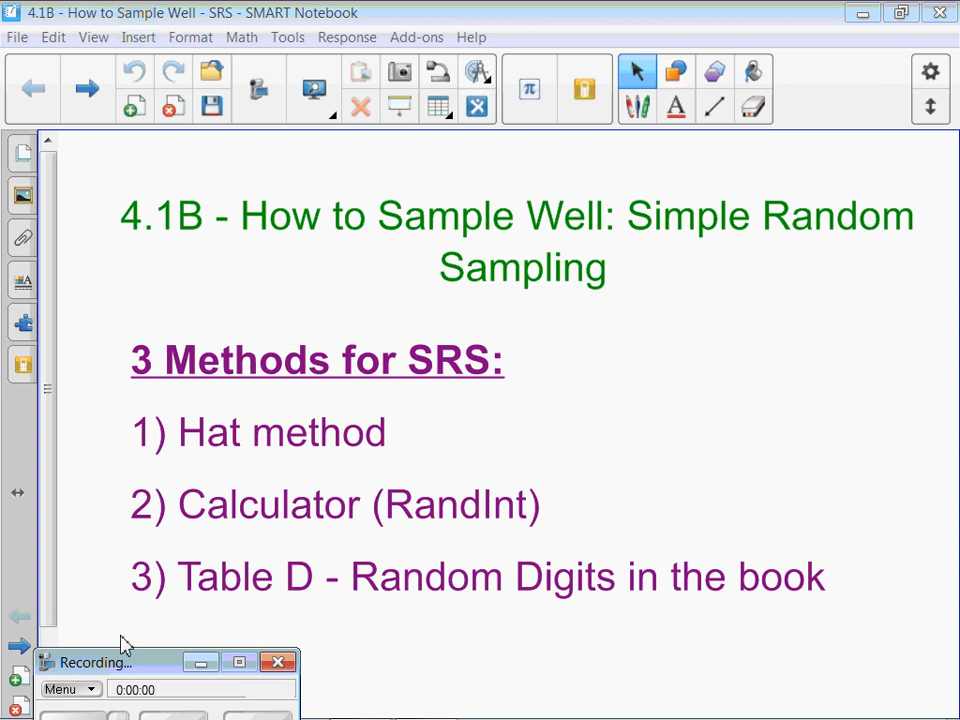 4.1B - How to Sample Well - SRS - SMART Notebook
File Edit View Insert Format Math Tools Response Add-ons Help
π
A
4.1B - How to Sample Well: Simple Random
Sampling
3 Methods for SRS:
1) Hat method
2) Calculator (RandInt)
3) Table D - Random Digits in the book
Recording...
Menu 0:00:00